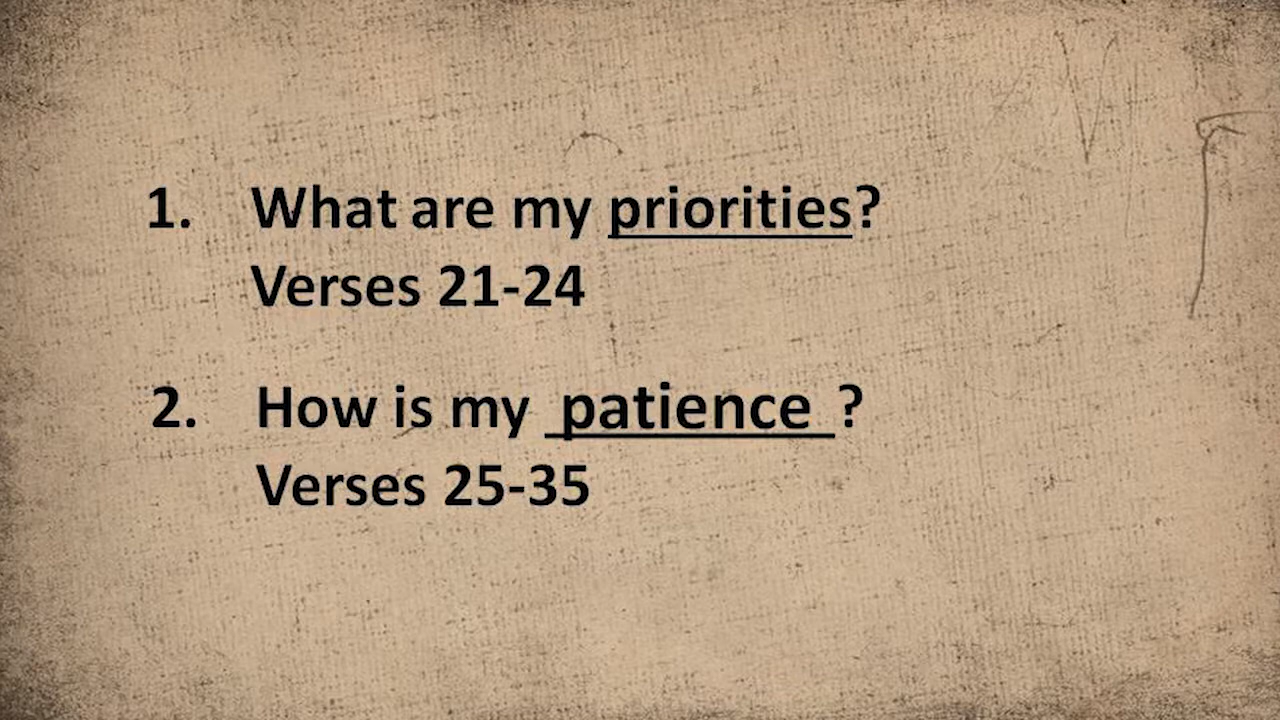 1. What are my priorities?
Verses 21-24
2. How is my patience ?
Verses 25-35